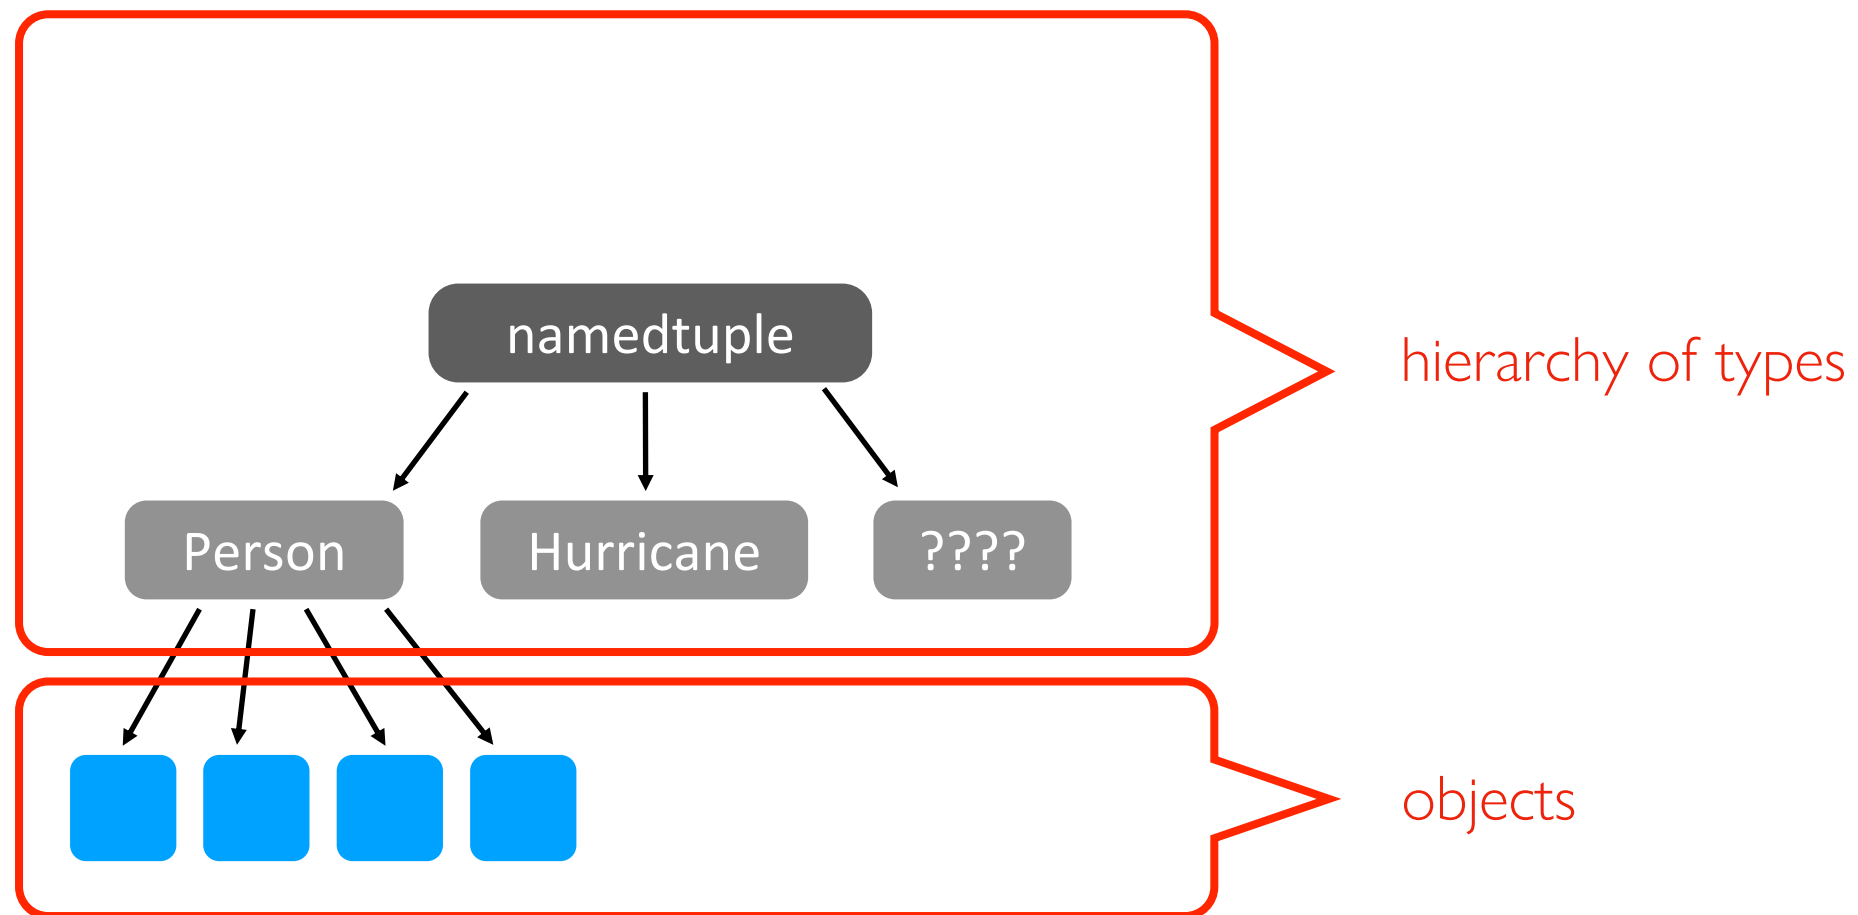 namedtuple
hierarchy of types
Person
Hurricane
????
objects